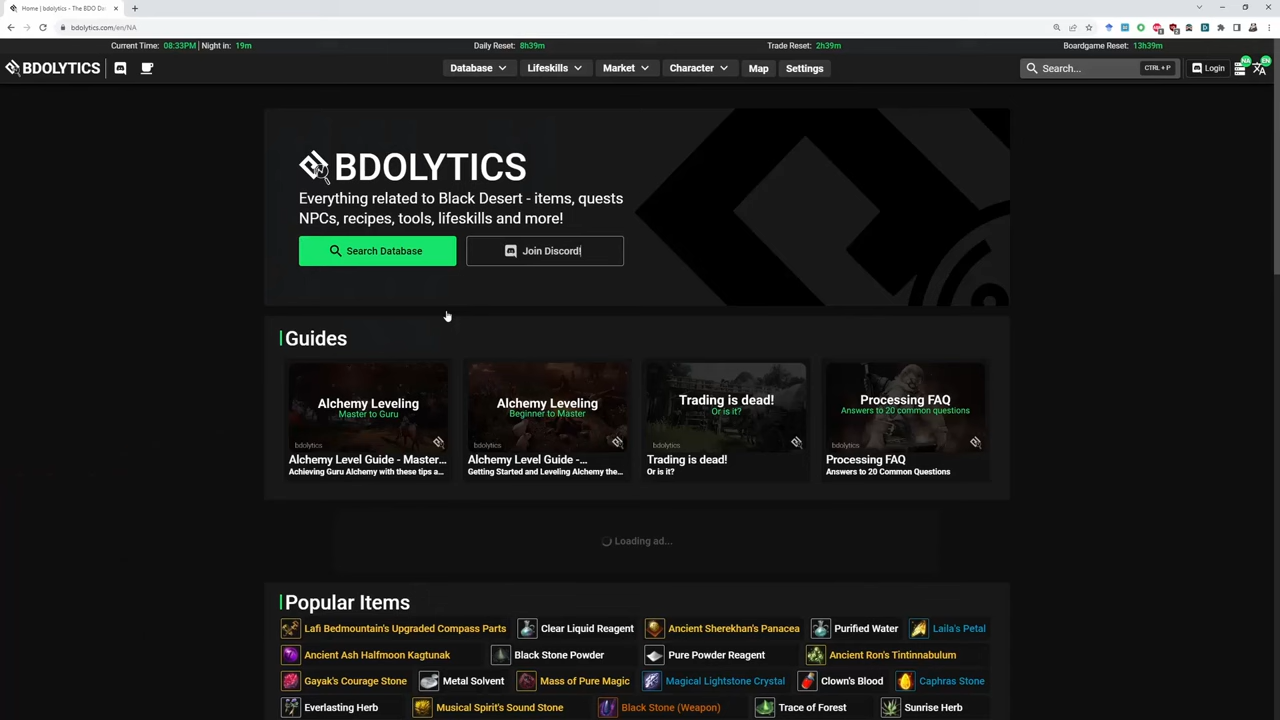 Home | bdolytics - The BDO Da
bdolytics.com/en/NA
Current Time: 08:33PM | Night in: 19m
Daily Reset: 8h39m
Trade Reset: 2h39m
Boardgame Reset: 13h39m
BDOLYTICS
Database
Lifeskills
Market
Character
Map
Settings
Search...
CTRL + P
Login
NA
EN
BDOLYTICS
Everything related to Black Desert - items, quests
NPCs, recipes, tools, lifeskills and more!
Search Database
Join Discord!
Guides
Alchemy Leveling
Master to Guru
bdolytics
Alchemy Level Guide - Master...
Achieving Guru Alchemy with these tips a...
Alchemy Leveling
Beginner to Master
bdolytics
Alchemy Level Guide -...
Getting Started and Leveling Alchemy the...
Trading is dead!
Or is it?
bdolytics
Trading is dead!
Or is it?
Processing FAQ
Answers to 20 common questions
bdolytics
Processing FAQ
Answers to 20 Common Questions
Loading ad...
Popular Items
Lafi Bedmountain's Upgraded Compass Parts
Clear Liquid Reagent
Ancient Sherekhan's Panacea
Purified Water
Laila's Petal
Ancient Ash Halfmoon Kagtunak
Black Stone Powder
Pure Powder Reagent
Ancient Ron's Tintinnabulum
Gayak's Courage Stone
Metal Solvent
Mass of Pure Magic
Magical Lightstone Crystal
Clown's Blood
Caphras Stone
Everlasting Herb
Musical Spirit's Sound Stone
Black Stone (Weapon)
Trace of Forest
Sunrise Herb